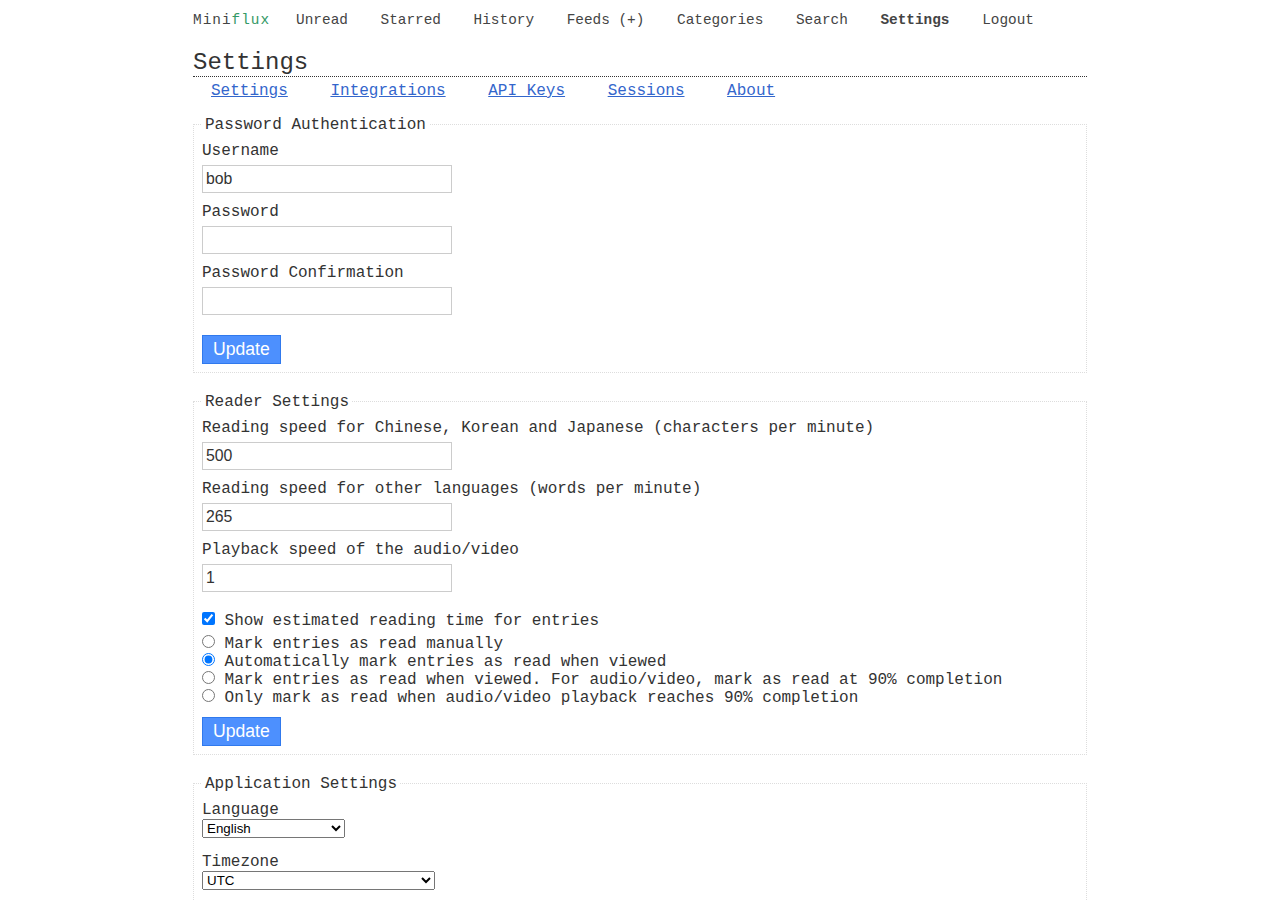 Miniflux Unread Starred History Feeds (+) Categories Search Settings Logout
Settings
Settings Integrations API Keys Sessions About
Password Authentication
Username
bob
Password
Password Confirmation
Update
Reader Settings
Reading speed for Chinese, Korean and Japanese (characters per minute)
500
Reading speed for other languages (words per minute)
265
Playback speed of the audio/video
1
Show estimated reading time for entries
Mark entries as read manually
Automatically mark entries as read when viewed
Mark entries as read when viewed. For audio/video, mark as read at 90% completion
Only mark as read when audio/video playback reaches 90% completion
Update
Application Settings
Language
English
Timezone
UTC